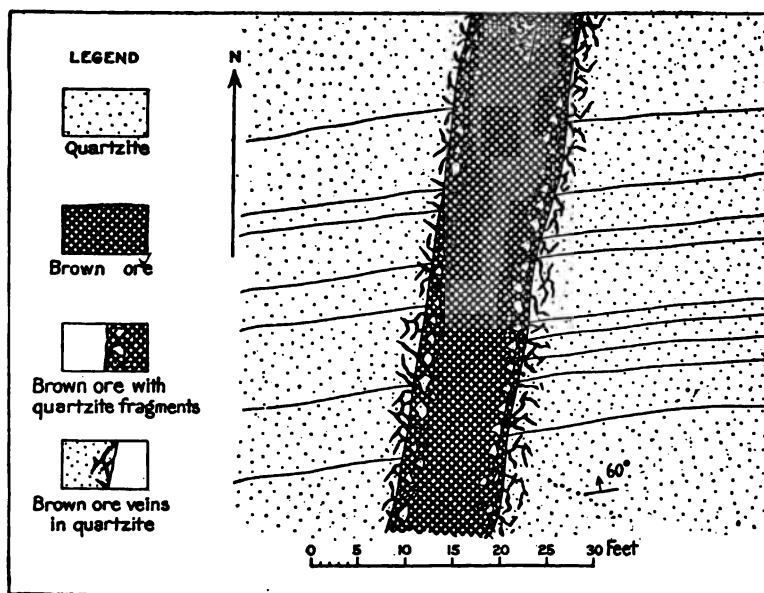 LEGEND
N
Quartzite
Brown ore
Brown ore with
quartzite fragments
Brown ore veins
in quartzite
60°
0 5 10 15 20 25 30 Feet